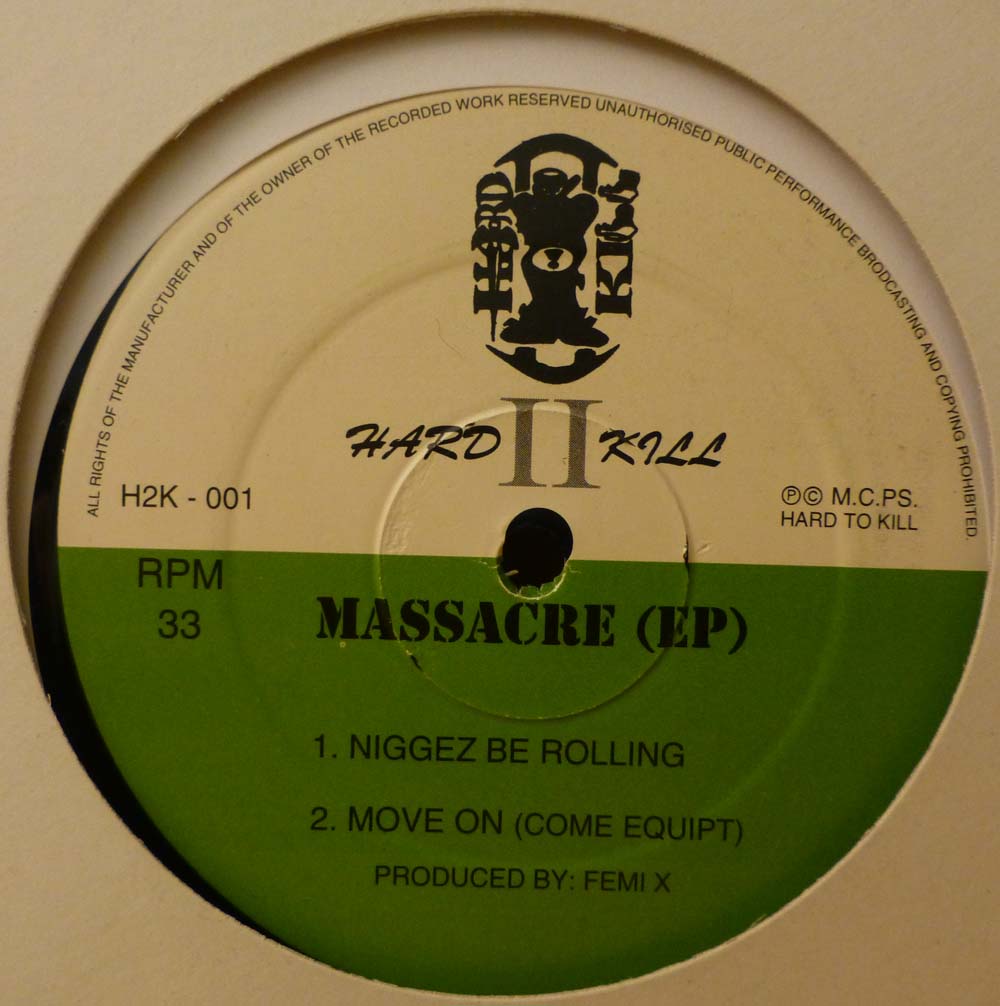 ALL RIGHTS OF THE MANUFACTURER AND OF THE OWNER OF THE RECORDED WORK RESERVED UNAUTHORISED PUBLIC PERFORMANCE BRODCASTING AND COPYING PROHIBITED.
HARD KILL
HARD II KILL
H2K - 001
℗© M.C.PS.
HARD TO KILL
RPM
33
MASSACRE (EP)
1. NIGGEZ BE ROLLING
2. MOVE ON (COME EQUIPT)
PRODUCED BY: FEMI X